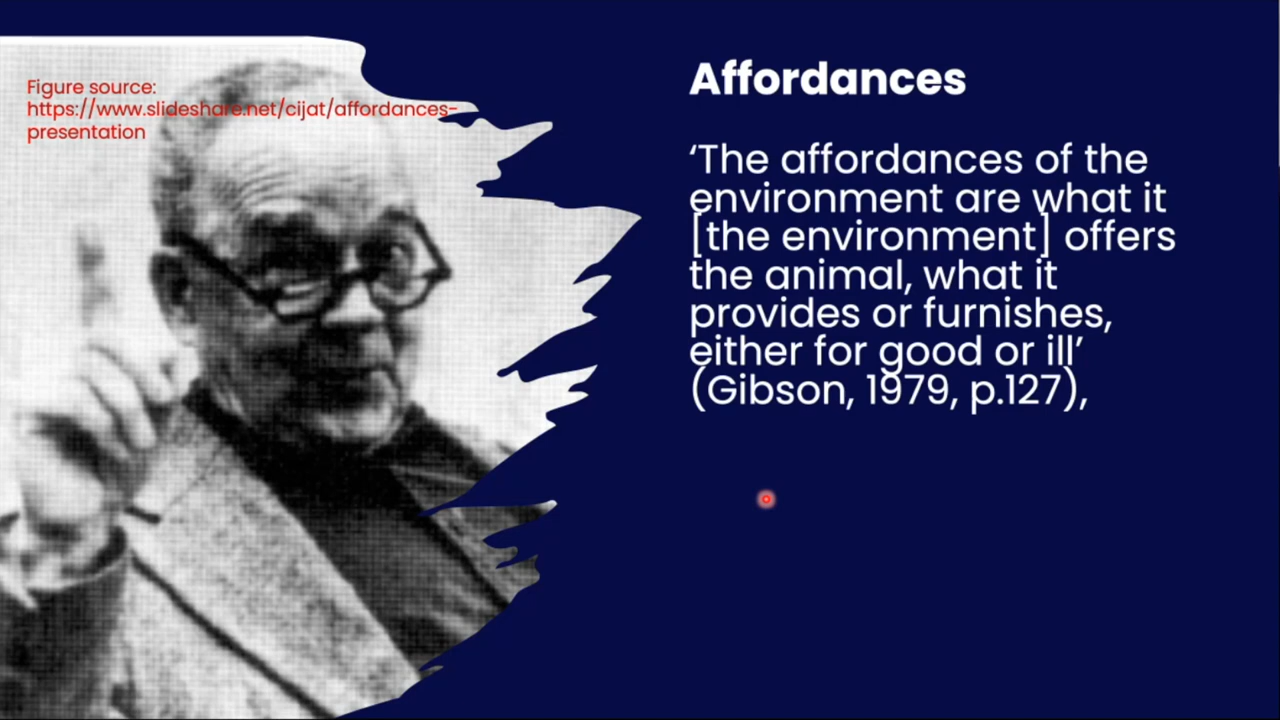 Figure source:
https://www.slideshare.net/cijat/affordances-
presentation
Affordances
‘The affordances of the
environment are what it
[the environment] offers
the animal, what it
provides or furnishes,
either for good or ill’
(Gibson, 1979, p.127),